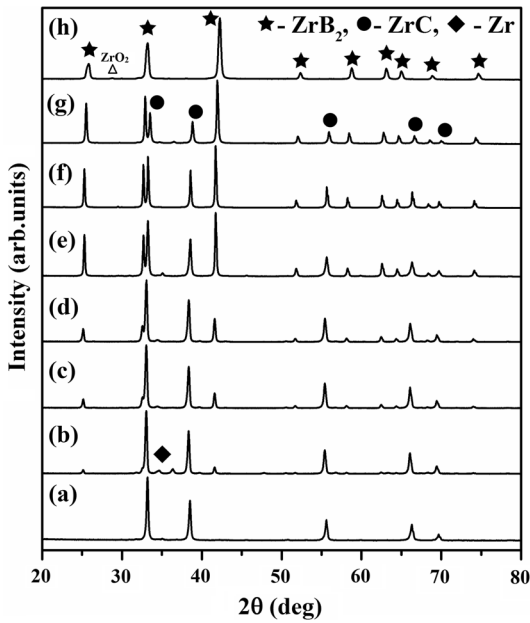 (h) ★- ZrB₂, ●- ZrC, ◆ - Zr
ZrO₂
(g)
(f)
(e)
(d)
(c)
(b)
(a)
Intensity (arb.units)
20 30 40 50 60 70 80
2θ (deg)